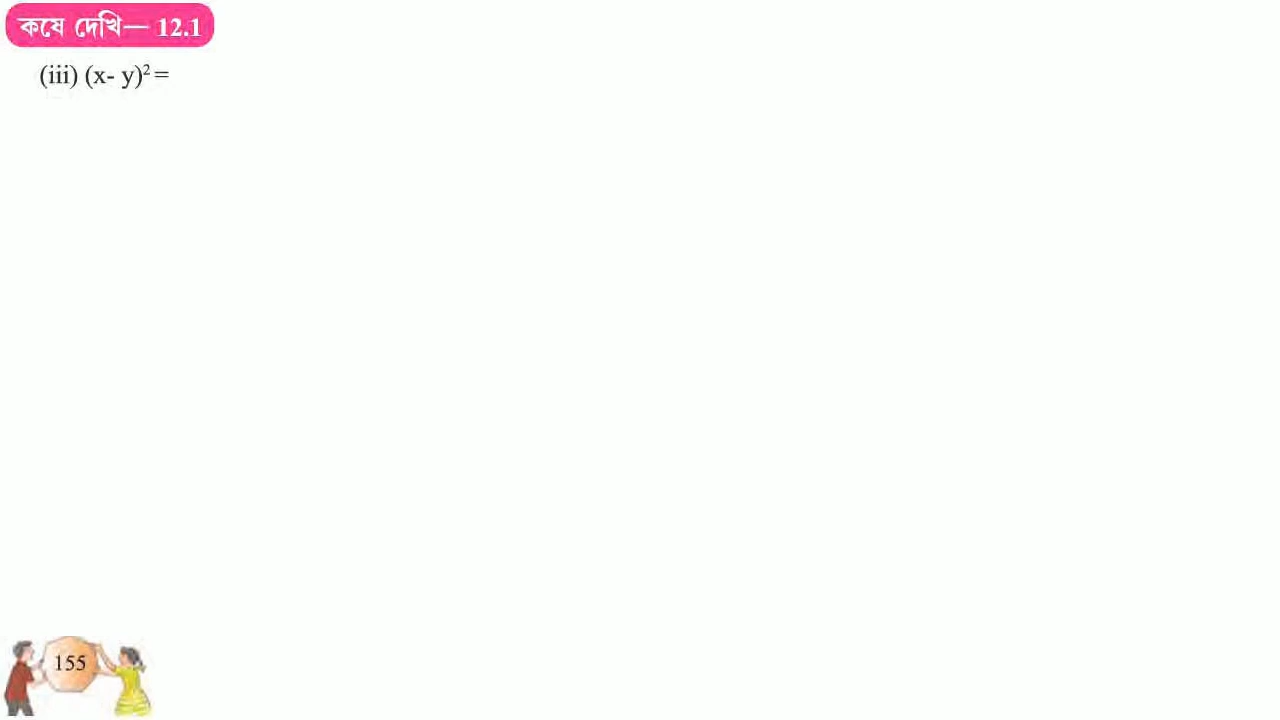 কষে দেখি— 12.1
(iii) (x- y)² =
155